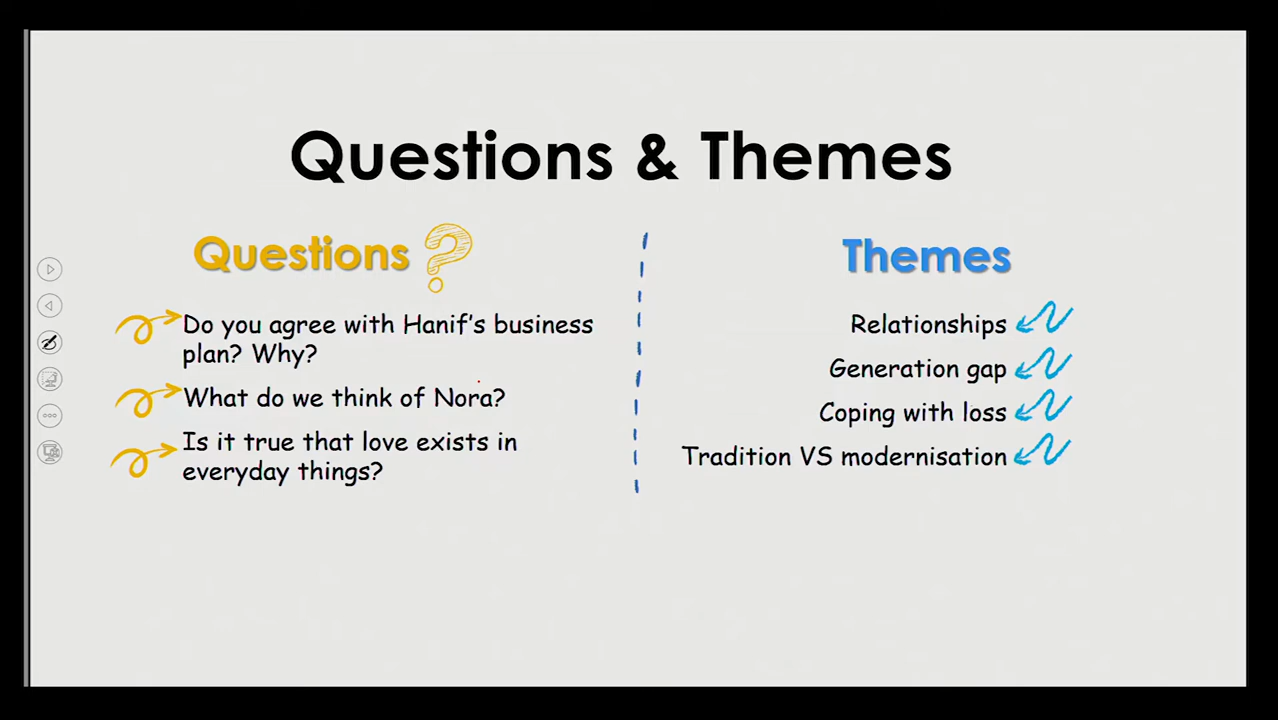 Questions & Themes
Questions
Do you agree with Hanif's business
plan? Why?
What do we think of Nora?
Is it true that love exists in
everyday things?
Themes
Relationships
Generation gap
Coping with loss
Tradition VS modernisation